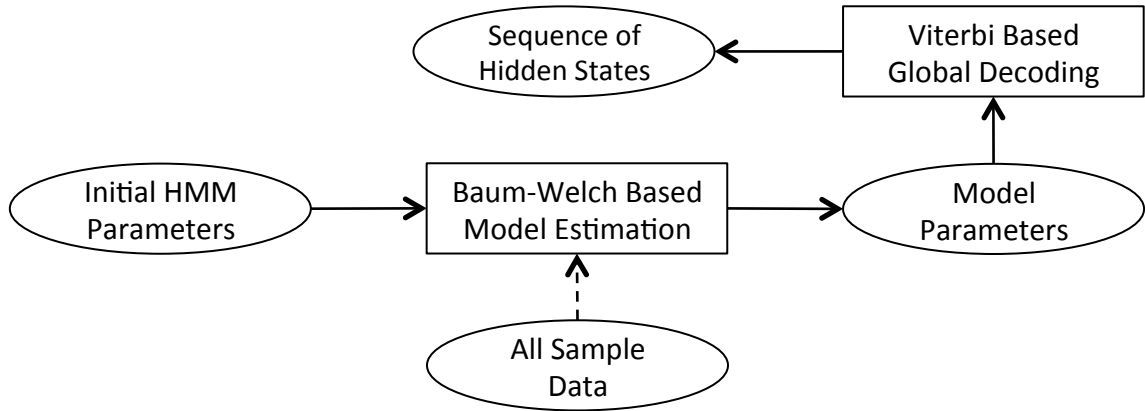 Sequence of
Hidden States
Viterbi Based
Global Decoding
Initial HMM
Parameters
Baum-Welch Based
Model Estimation
Model
Parameters
All Sample
Data